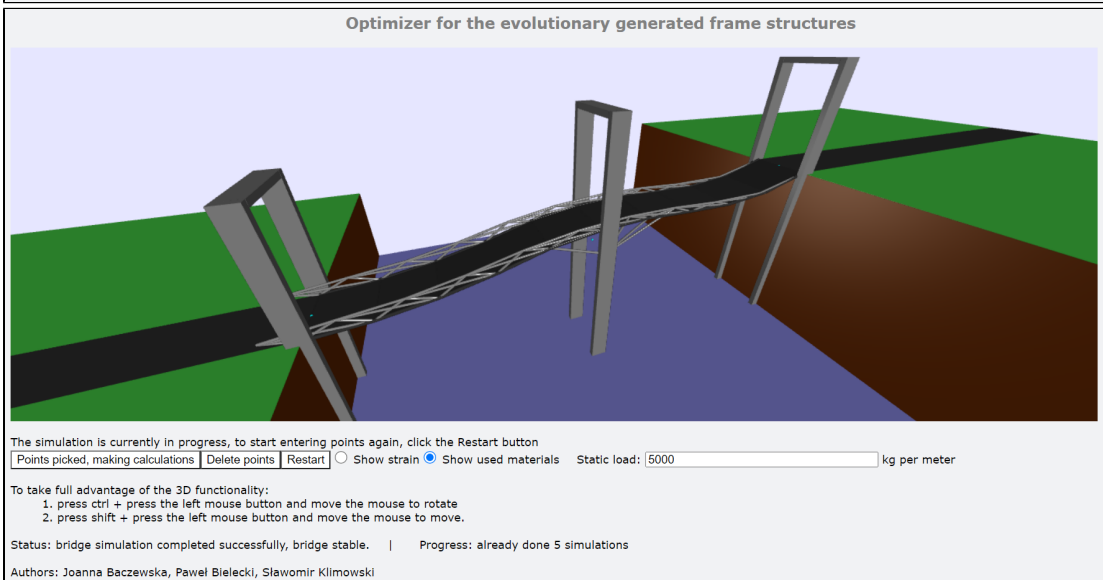 Optimizer for the evolutionary generated frame structures
The simulation is currently in progress, to start entering points again, click the Restart button
Points picked, making calculations Delete points Restart Show strain Show used materials Static load: 5000 kg per meter
To take full advantage of the 3D functionality:
1. press ctrl + press the left mouse button and move the mouse to rotate
2. press shift + press the left mouse button and move the mouse to move.
Status: bridge simulation completed successfully, bridge stable. | Progress: already done 5 simulations
Authors: Joanna Baczewska, Paweł Bielecki, Sławomir Klimowski